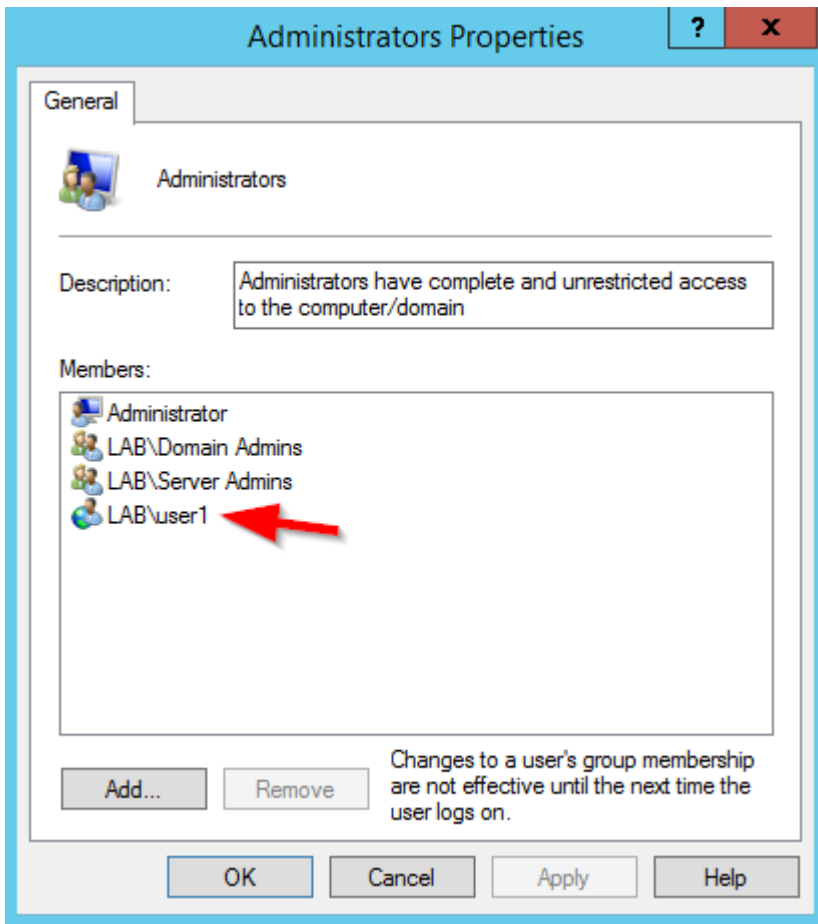 Administrators Properties
?
x
General
Administrators
Description:
Administrators have complete and unrestricted access
to the computer/domain
Members:
Administrator
LAB\Domain Admins
LAB\Server Admins
LAB\user1
Add...
Remove
Changes to a user's group membership
are not effective until the next time the
user logs on.
OK
Cancel
Apply
Help